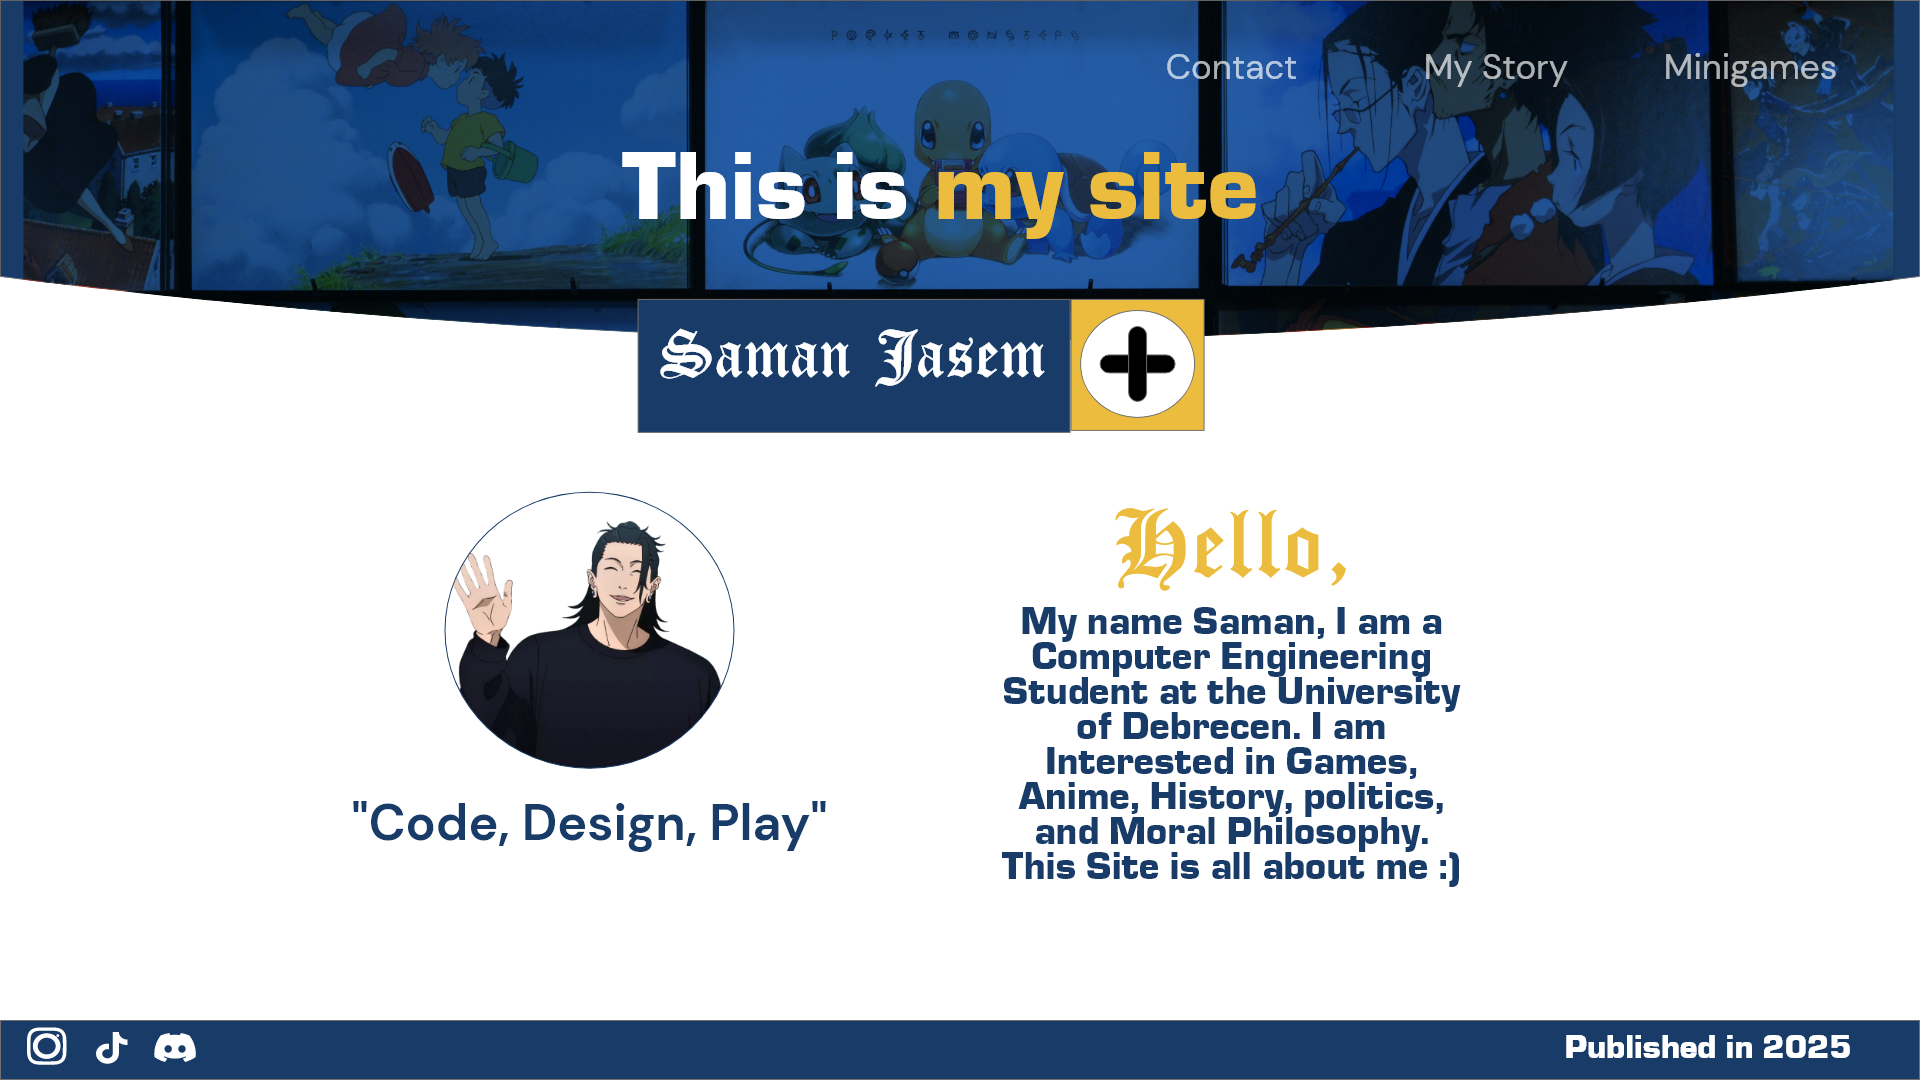 POCKET MONSTERS
Contact My Story Minigames
This is my site
Saman Jasem
Hello,
My name Saman, I am a
Computer Engineering
Student at the University
of Debrecen. I am
Interested in Games,
Anime, History, politics,
and Moral Philosophy.
This Site is all about me :)
"Code, Design, Play"
Published in 2025